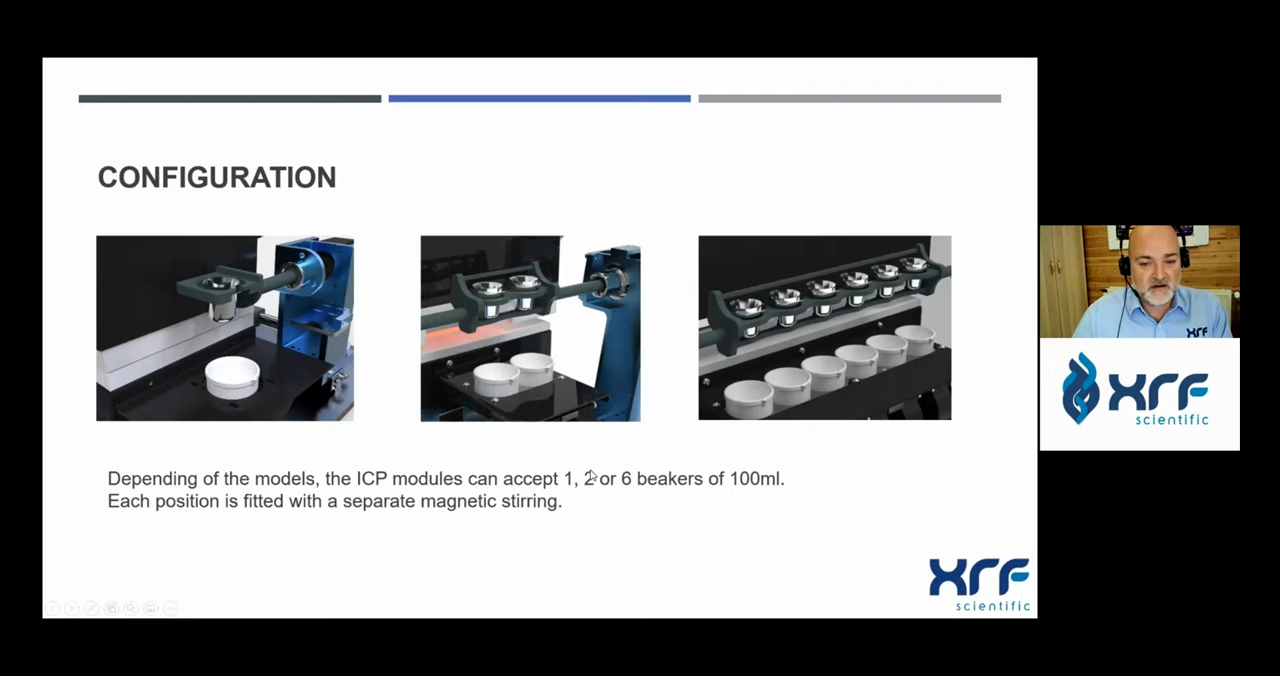 CONFIGURATION
Depending of the models, the ICP modules can accept 1, 2 or 6 beakers of 100ml.
Each position is fitted with a separate magnetic stirring.
xrf
scientific
xrf
xrf
scientific